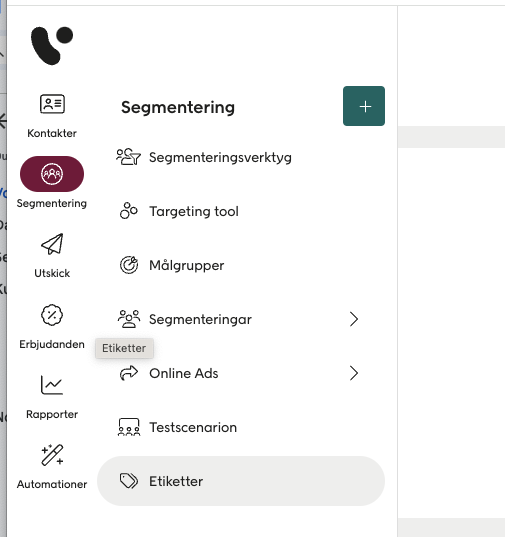 Kontakter
Segmentering
Utskick
Erbjudanden
Rapporter
Automationer
Segmentering
Segmenteringsverktyg
Targeting tool
Målgrupper
Segmenteringar
Etiketter
Online Ads
Testscenarion
Etiketter